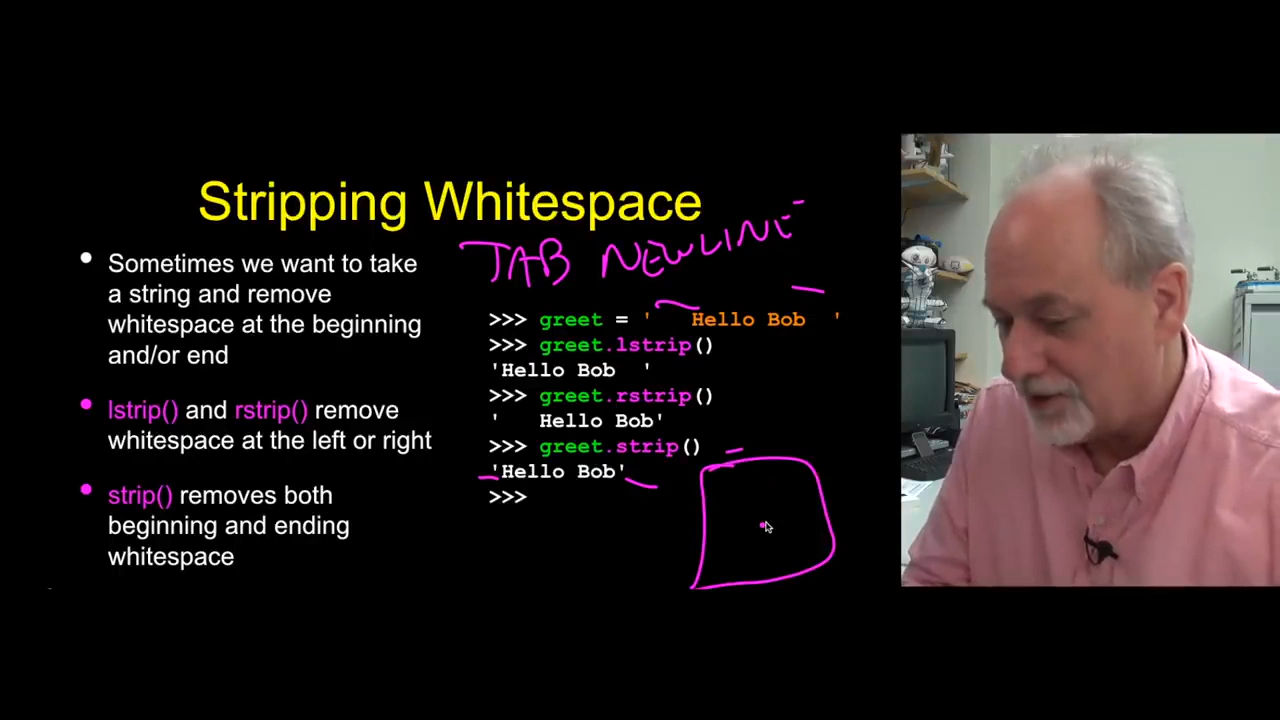 Stripping Whitespace
TAB NEWLINE
• Sometimes we want to take
a string and remove
whitespace at the beginning
and/or end
• lstrip() and rstrip() remove
whitespace at the left or right
• strip() removes both
beginning and ending
whitespace
>>> greet = '   Hello Bob  '
>>> greet.lstrip()
'Hello Bob  '
>>> greet.rstrip()
'   Hello Bob'
>>> greet.strip()
'Hello Bob'
>>>